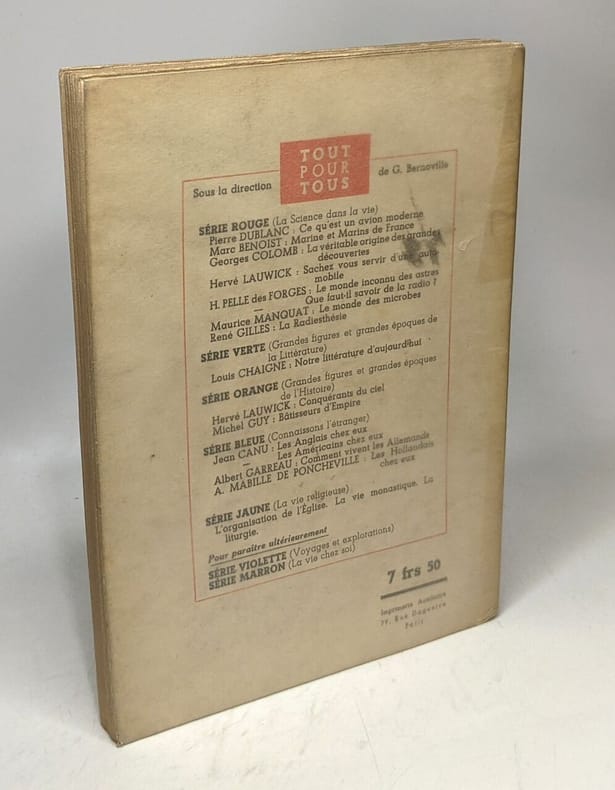 TOUT
POUR
TOUS
Sous la direction
de G. Bernoville
SÉRIE ROUGE (La Science dans la vie)
Pierre DUBLANC : Ce qu'est un avion moderne
Marc BENOIST : Marine et Marins de France
Georges COLOMB : La véritable origine des grandes
découvertes
Hervé LAUWICK : Sachez vous servir d'une auto-
mobile
H. PELLE des FORGES : Le monde inconnu des astres
— Que faut-il savoir de la radio ?
Maurice MANQUAT : Le monde des microbes
René GILLES : La Radiesthésie
SÉRIE VERTE (Grandes figures et grandes époques de
la Littérature)
Louis CHAIGNE : Notre littérature d'aujourd'hui
SÉRIE ORANGE (Grandes figures et grandes époques
de l'Histoire)
Hervé LAUWICK : Conquérants du ciel
Michel GUY : Bâtisseurs d'Empire
SÉRIE BLEUE (Connaissons l'étranger)
Jean CANU : Les Anglais chez eux
— Les Américains chez eux
Albert GARREAU : Comment vivent les Allemands
A. MABILLE DE PONCHEVILLE : Les Hollandais
chez eux
SÉRIE JAUNE (La vie religieuse)
L'organisation de l'Église. La vie monastique. La
liturgie.
Pour paraître ultérieurement
SÉRIE VIOLETTE (Voyages et explorations)
SÉRIE MARRON (La vie chez soi)
7 frs 50
Imprimerie
Rue Daguerre
Paris